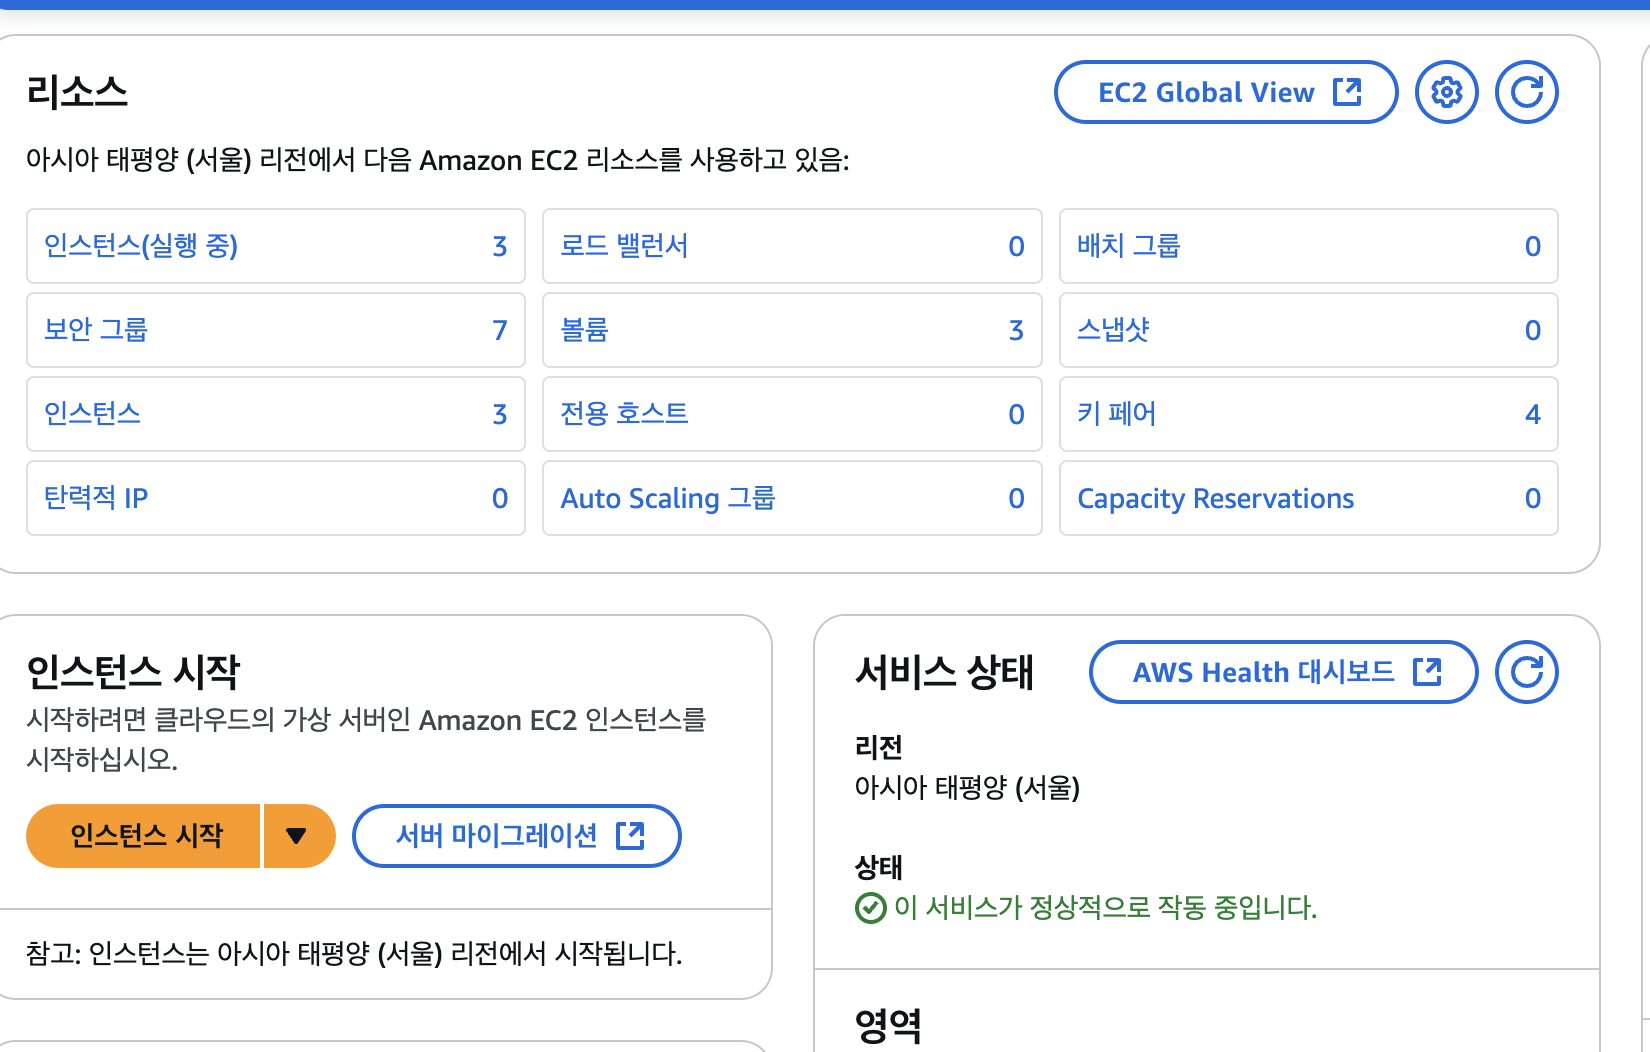 리소스
EC2 Global View
아시아 태평양 (서울) 리전에서 다음 Amazon EC2 리소스를 사용하고 있음:
인스턴스(실행 중) 3
로드 밸런서 0
배치 그룹 0
보안 그룹 7
볼륨 3
스냅샷 0
인스턴스 3
전용 호스트 0
키 페어 4
탄력적 IP 0
Auto Scaling 그룹 0
Capacity Reservations 0
인스턴스 시작
시작하려면 클라우드의 가상 서버인 Amazon EC2 인스턴스를
시작하십시오.
인스턴스 시작
서버 마이그레이션
참고: 인스턴스는 아시아 태평양 (서울) 리전에서 시작됩니다.
서비스 상태
AWS Health 대시보드
리전
아시아 태평양 (서울)
상태
이 서비스가 정상적으로 작동 중입니다.
영역